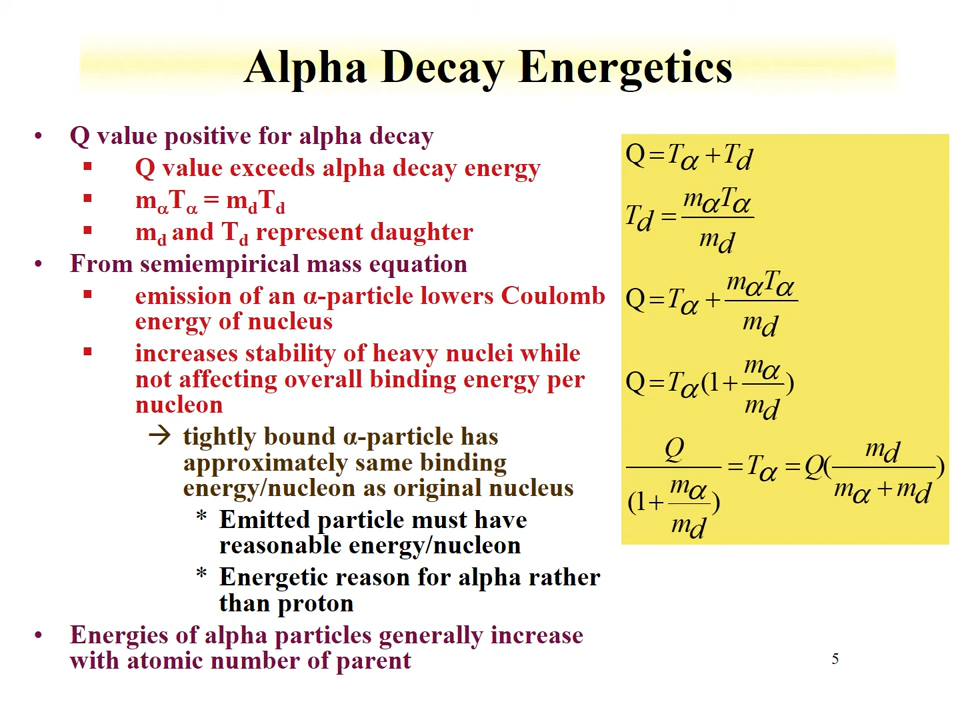 Alpha Decay Energetics
• Q value positive for alpha decay
▪ Q value exceeds alpha decay energy
▪ mαTα = mdTd
▪ md and Td represent daughter
• From semiempirical mass equation
▪ emission of an α-particle lowers Coulomb
energy of nucleus
▪ increases stability of heavy nuclei while
not affecting overall binding energy per
nucleon
→ tightly bound α-particle has
approximately same binding
energy/nucleon as original nucleus
* Emitted particle must have
reasonable energy/nucleon
* Energetic reason for alpha rather
than proton
• Energies of alpha particles generally increase
with atomic number of parent
Q = Tα + Td
Td = mαTα / md
Q = Tα + mαTα / md
Q = Tα(1 + mα / md)
Q / (1 + mα / md) = Tα = Q(md / (mα + md))
5